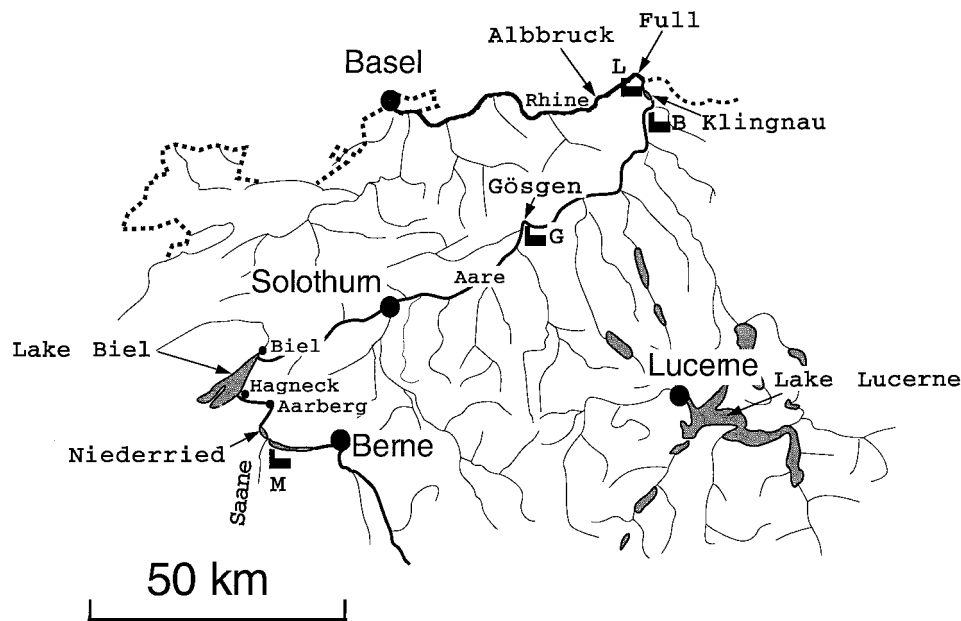 Full
Albbruck
Basel
L
Rhine
B Klingnau
Gösgen
G
Aare
Solothurn
Lake Biel
Biel
Lucerne
Lake Lucerne
Hagneck
Aarberg
Niederried
Berne
M
Saane
50 km